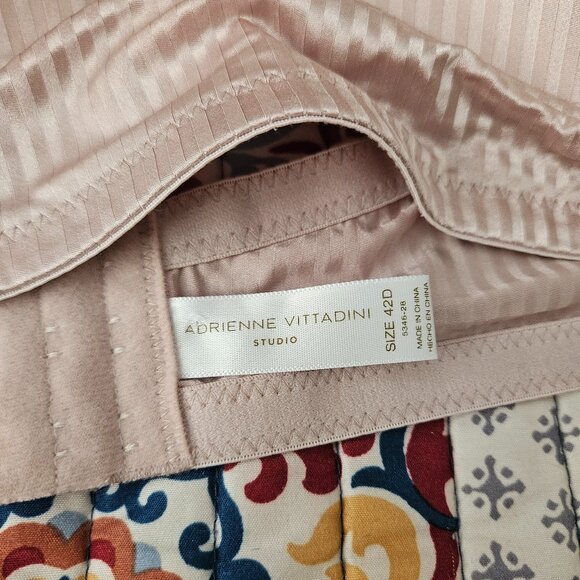 ADRIENNE VITTADINI
STUDIO
SIZE 42D
5346-28
MADE IN CHINA
HECHO EN CHINA